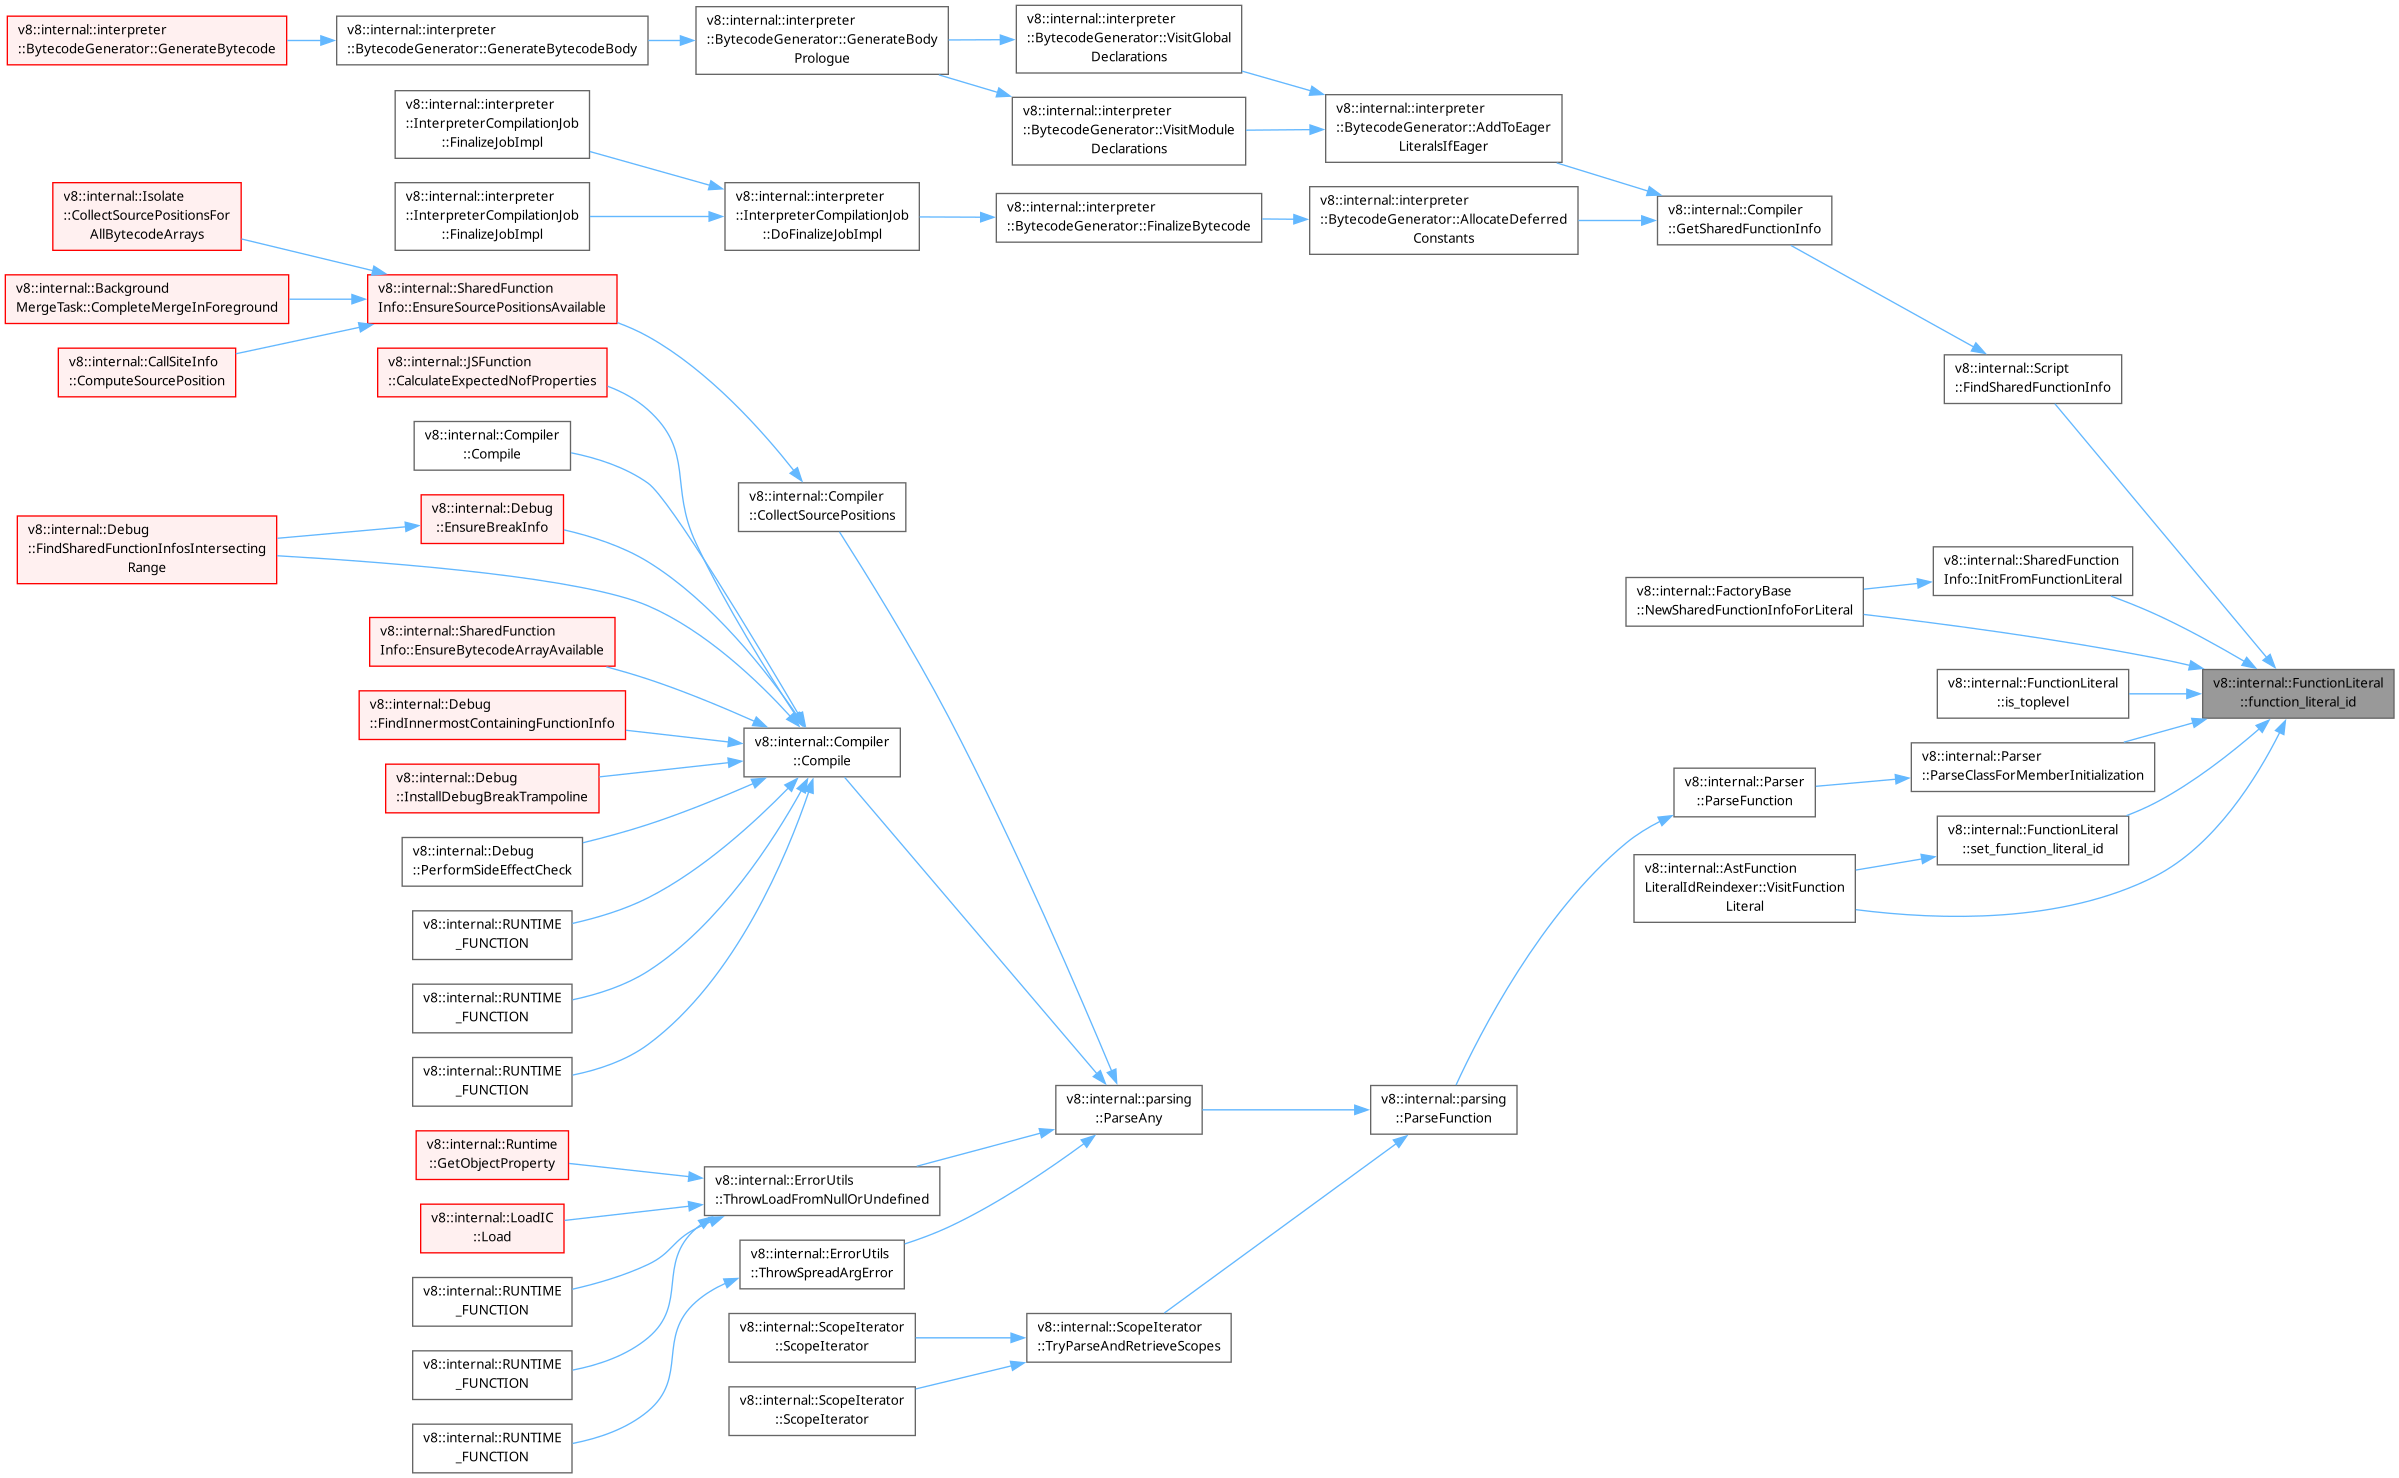 v8::internal::interpreter
::BytecodeGenerator::GenerateBytecode
v8::internal::interpreter
::BytecodeGenerator::GenerateBytecodeBody
v8::internal::interpreter
::BytecodeGenerator::GenerateBody
Prologue
v8::internal::interpreter
::BytecodeGenerator::VisitGlobal
Declarations
v8::internal::interpreter
::InterpreterCompilationJob
::FinalizeJobImpl
v8::internal::interpreter
::BytecodeGenerator::VisitModule
Declarations
v8::internal::interpreter
::BytecodeGenerator::AddToEager
LiteralsIfEager
v8::internal::Isolate
::CollectSourcePositionsFor
AllBytecodeArrays
v8::internal::interpreter
::InterpreterCompilationJob
::FinalizeJobImpl
v8::internal::interpreter
::InterpreterCompilationJob
::DoFinalizeJobImpl
v8::internal::interpreter
::BytecodeGenerator::FinalizeBytecode
v8::internal::interpreter
::BytecodeGenerator::AllocateDeferred
Constants
v8::internal::Compiler
::GetSharedFunctionInfo
v8::internal::Background
MergeTask::CompleteMergeInForeground
v8::internal::SharedFunction
Info::EnsureSourcePositionsAvailable
v8::internal::CallSiteInfo
::ComputeSourcePosition
v8::internal::JSFunction
::CalculateExpectedNofProperties
v8::internal::Script
::FindSharedFunctionInfo
v8::internal::Compiler
::Compile
v8::internal::Compiler
::CollectSourcePositions
v8::internal::Debug
::FindSharedFunctionInfosIntersecting
Range
v8::internal::Debug
::EnsureBreakInfo
v8::internal::SharedFunction
Info::InitFromFunctionLiteral
v8::internal::FactoryBase
::NewSharedFunctionInfoForLiteral
v8::internal::SharedFunction
Info::EnsureBytecodeArrayAvailable
v8::internal::FunctionLiteral
::is_toplevel
v8::internal::FunctionLiteral
::function_literal_id
v8::internal::Debug
::FindInnermostContainingFunctionInfo
v8::internal::Compiler
::Compile
v8::internal::Parser
::ParseClassForMemberInitialization
v8::internal::Debug
::InstallDebugBreakTrampoline
v8::internal::Parser
::ParseFunction
v8::internal::FunctionLiteral
::set_function_literal_id
v8::internal::Debug
::PerformSideEffectCheck
v8::internal::AstFunction
LiteralIdReindexer::VisitFunction
Literal
v8::internal::RUNTIME
_FUNCTION
v8::internal::RUNTIME
_FUNCTION
v8::internal::RUNTIME
_FUNCTION
v8::internal::parsing
::ParseAny
v8::internal::parsing
::ParseFunction
v8::internal::Runtime
::GetObjectProperty
v8::internal::ErrorUtils
::ThrowLoadFromNullOrUndefined
v8::internal::LoadIC
::Load
v8::internal::ErrorUtils
::ThrowSpreadArgError
v8::internal::RUNTIME
_FUNCTION
v8::internal::ScopeIterator
::ScopeIterator
v8::internal::ScopeIterator
::TryParseAndRetrieveScopes
v8::internal::RUNTIME
_FUNCTION
v8::internal::ScopeIterator
::ScopeIterator
v8::internal::RUNTIME
_FUNCTION